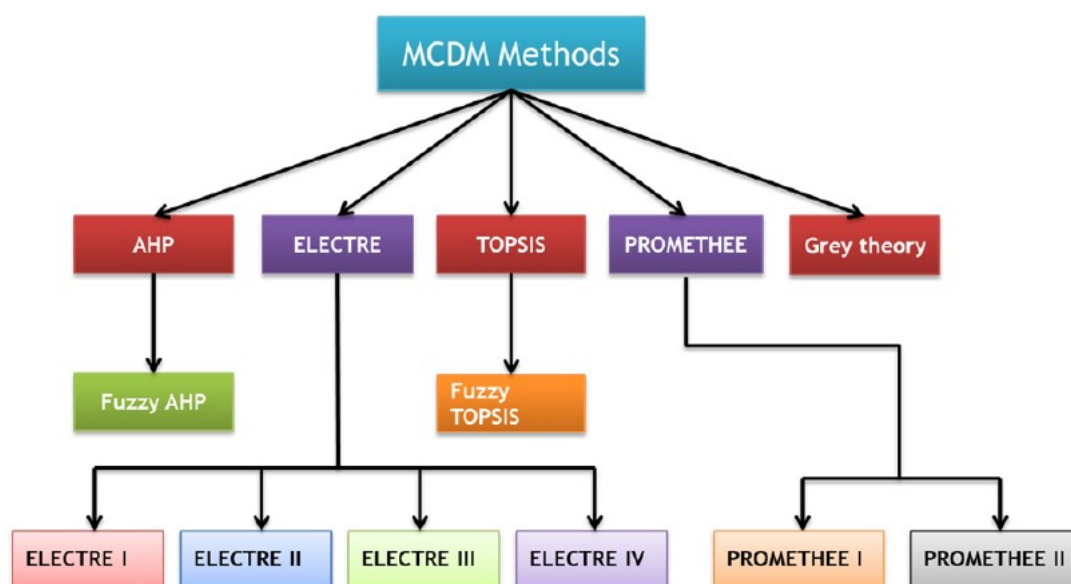 MCDM Methods
AHP
ELECTRE
TOPSIS
PROMETHEE
Grey theory
Fuzzy AHP
Fuzzy
TOPSIS
ELECTRE I
ELECTRE II
ELECTRE III
ELECTRE IV
PROMETHEE I
PROMETHEE II